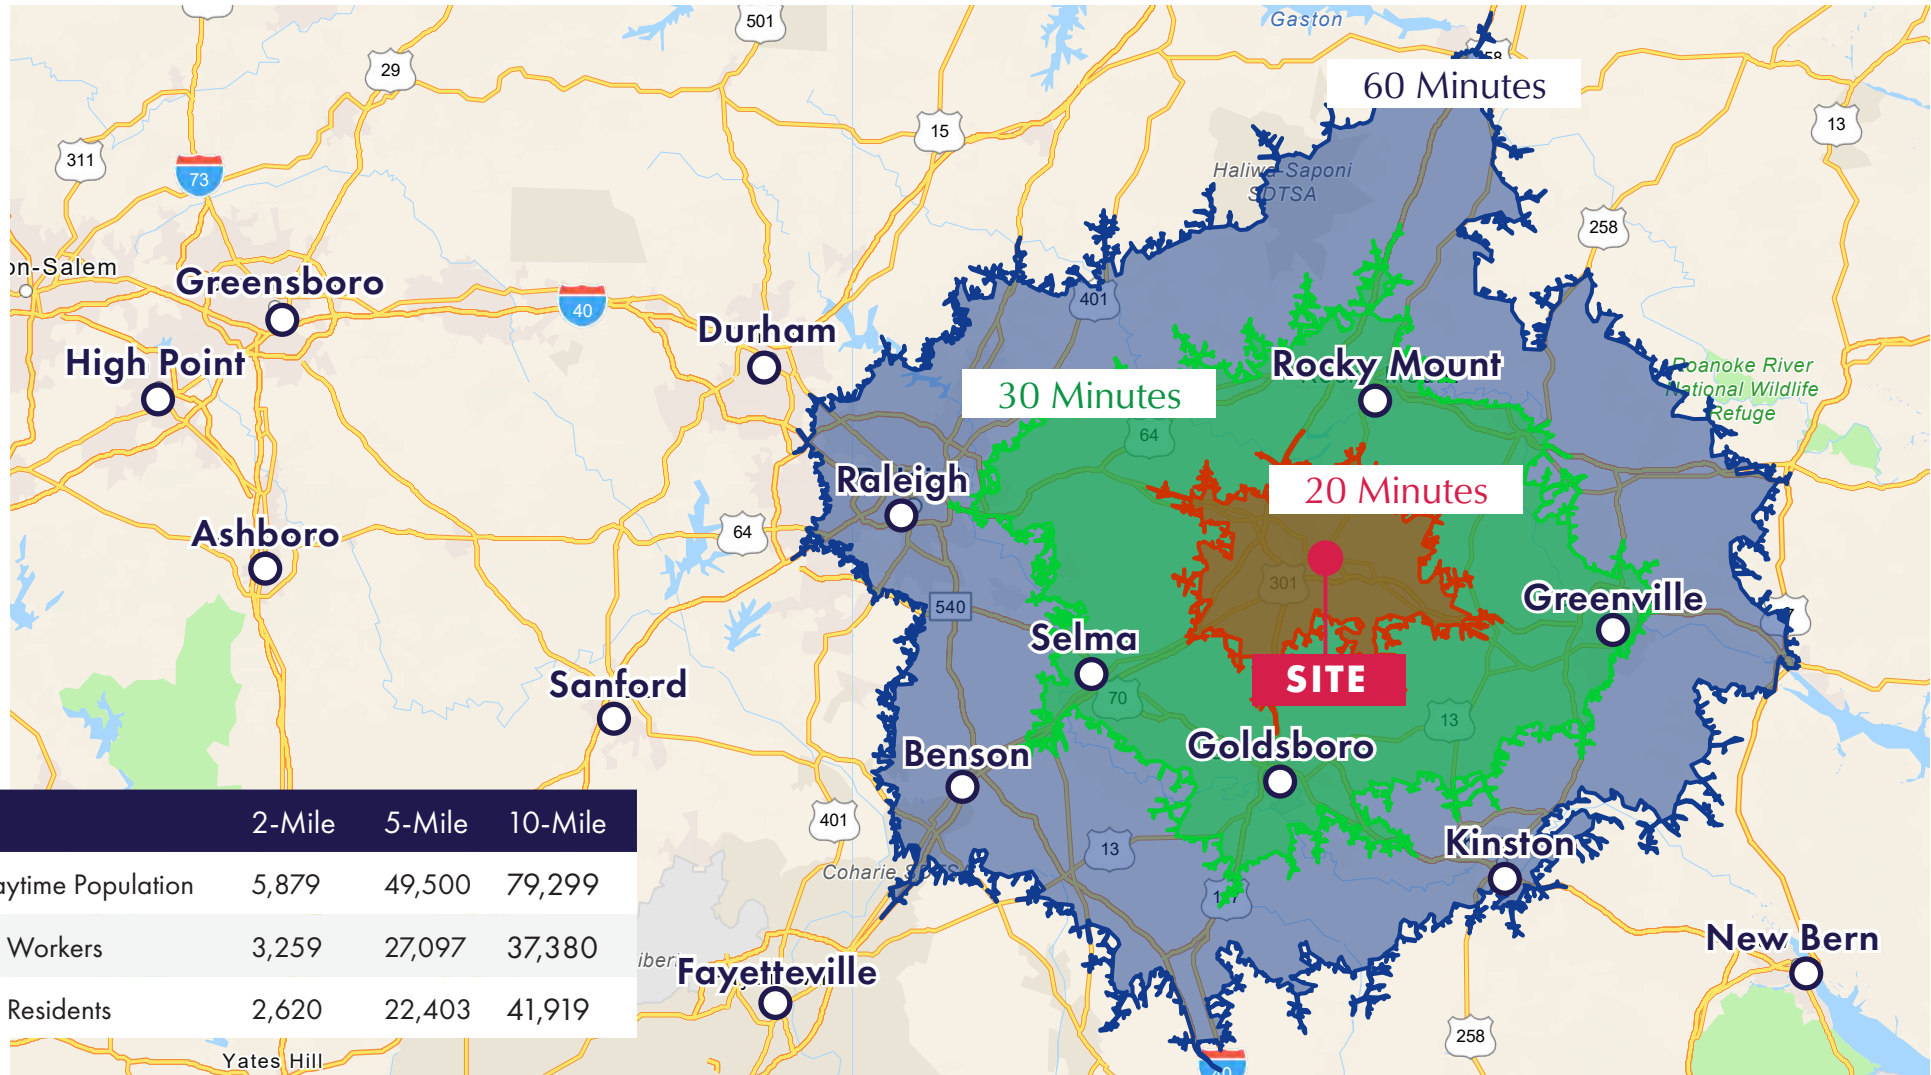 501
Gaston
29
58
60 Minutes
15
13
311
73
Haliwa-Saponi
SDTSA
258
on-Salem
Greensboro
40
401
Durham
High Point
Rocky Mount
Roanoke River
National Wildlife
Refuge
30 Minutes
64
Raleigh
20 Minutes
64
Ashboro
301
540
Greenville
Selma
SITE
Sanford
70
13
Benson
Goldsboro
401
13
Kinston
Coharie
2-Mile 5-Mile 10-Mile
aytime Population 5,879 49,500 79,299
Workers 3,259 27,097 37,380
Residents 2,620 22,403 41,919
Fayetteville
New Bern
258
Yates Hill
40